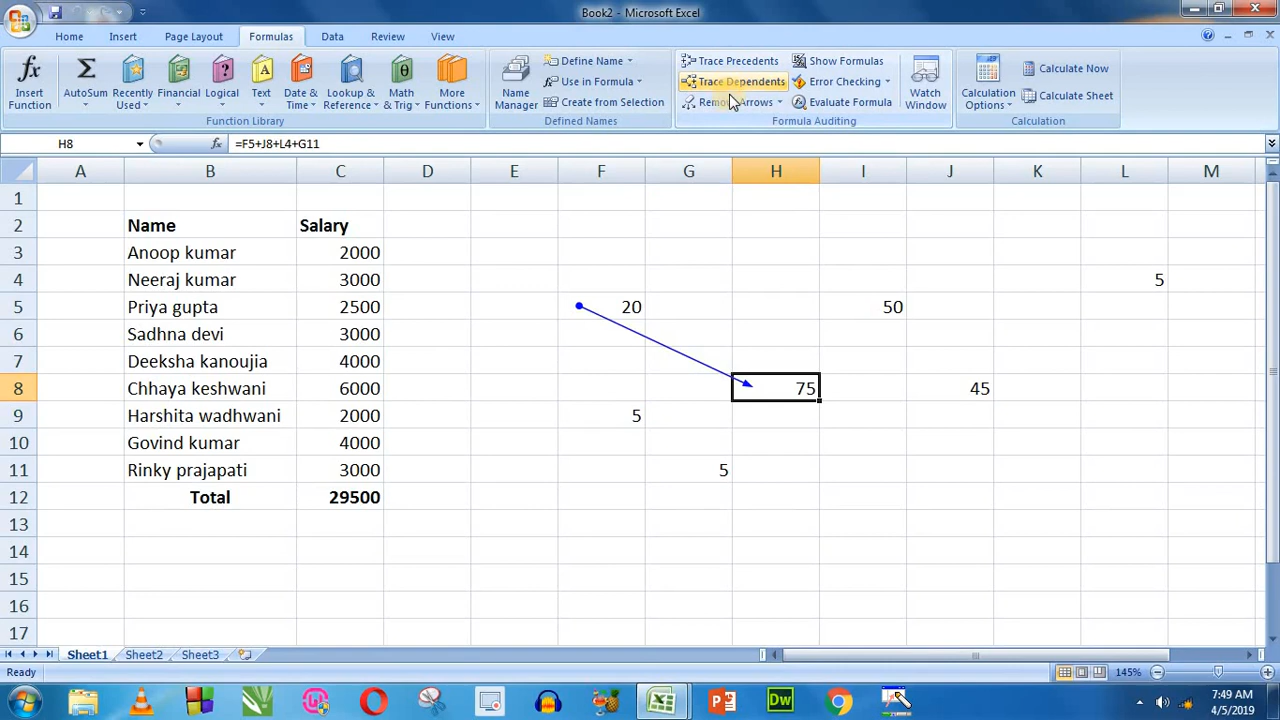 Book2 - Microsoft Excel
Home Insert Page Layout Formulas Data Review View
Insert Function
AutoSum
Recently Used
Financial
Logical
Text
Date & Time
Lookup & Reference
Math & Trig
More Functions
Function Library
Name Manager
Define Name
Use in Formula
Create from Selection
Defined Names
Trace Precedents
Trace Dependents
Remove Arrows
Show Formulas
Error Checking
Evaluate Formula
Watch Window
Formula Auditing
Calculation Options
Calculate Now
Calculate Sheet
Calculation
H8 fx =F5+J8+L4+G11
A B C D E F G H I J K L M
1
2 Name Salary
3 Anoop kumar 2000
4 Neeraj kumar 3000 5
5 Priya gupta 2500 20 50
6 Sadhna devi 3000
7 Deeksha kanoujia 4000
8 Chhaya keshwani 6000 75 45
9 Harshita wadhwani 2000 5
10 Govind kumar 4000
11 Rinky prajapati 3000 5
12 Total 29500
13
14
15
16
17
Sheet1 Sheet2 Sheet3
Ready 145%
7:49 AM
4/5/2019